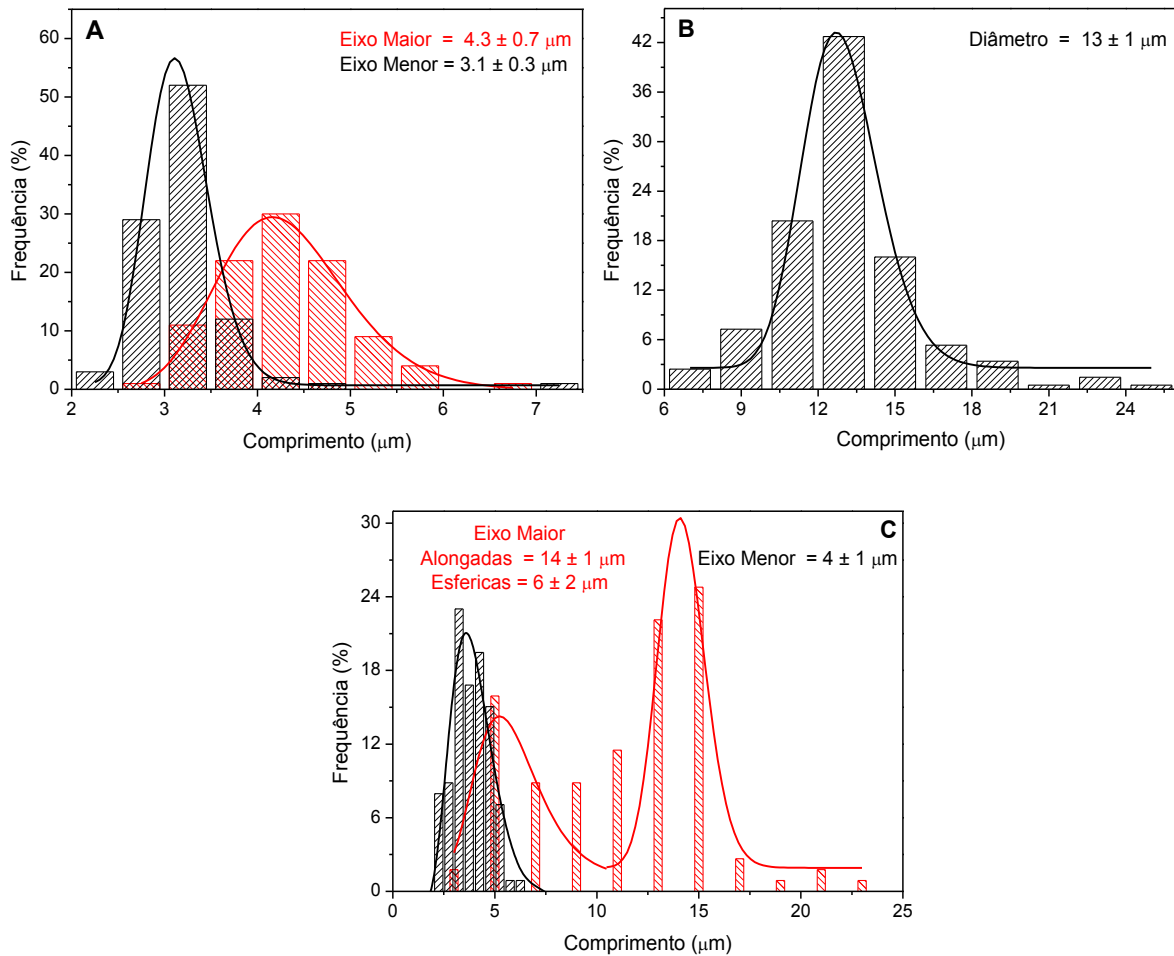 A
Eixo Maior = 4.3 ± 0.7 μm
Eixo Menor = 3.1 ± 0.3 μm
Frequência (%)
60
50
40
30
20
10
0
2 3 4 5 6 7
Comprimento (μm)
B
Diâmetro = 13 ± 1 μm
Frequência (%)
42
36
30
24
18
12
6
0
6 9 12 15 18 21 24
Comprimento (μm)
C
Eixo Maior
Alongadas = 14 ± 1 μm
Esfericas = 6 ± 2 μm
Eixo Menor = 4 ± 1 μm
Frequência (%)
30
24
18
12
6
0
0 5 10 15 20 25
Comprimento (μm)